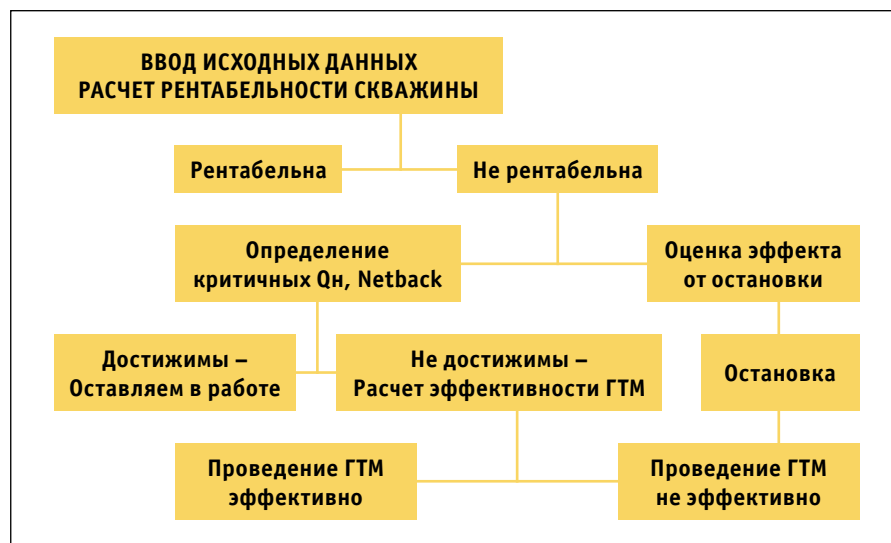 ВВОД ИСХОДНЫХ ДАННЫХ
РАСЧЕТ РЕНТАБЕЛЬНОСТИ СКВАЖИНЫ
Рентабельна
Не рентабельна
Определение
критичных Qн, Netback
Оценка эффекта
от остановки
Достижимы –
Оставляем в работе
Не достижимы –
Расчет эффективности ГТМ
Остановка
Проведение ГТМ
эффективно
Проведение ГТМ
не эффективно